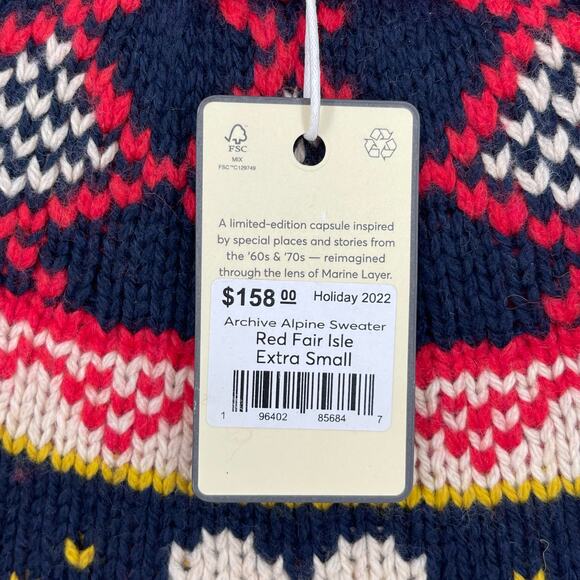 FSC
MIX
FSC™C129749
A limited-edition capsule inspired
by special places and stories from
the '60s & '70s — reimagined
through the lens of Marine Layer.
$158 00 Holiday 2022
Archive Alpine Sweater
Red Fair Isle
Extra Small
1 96402 85684 7